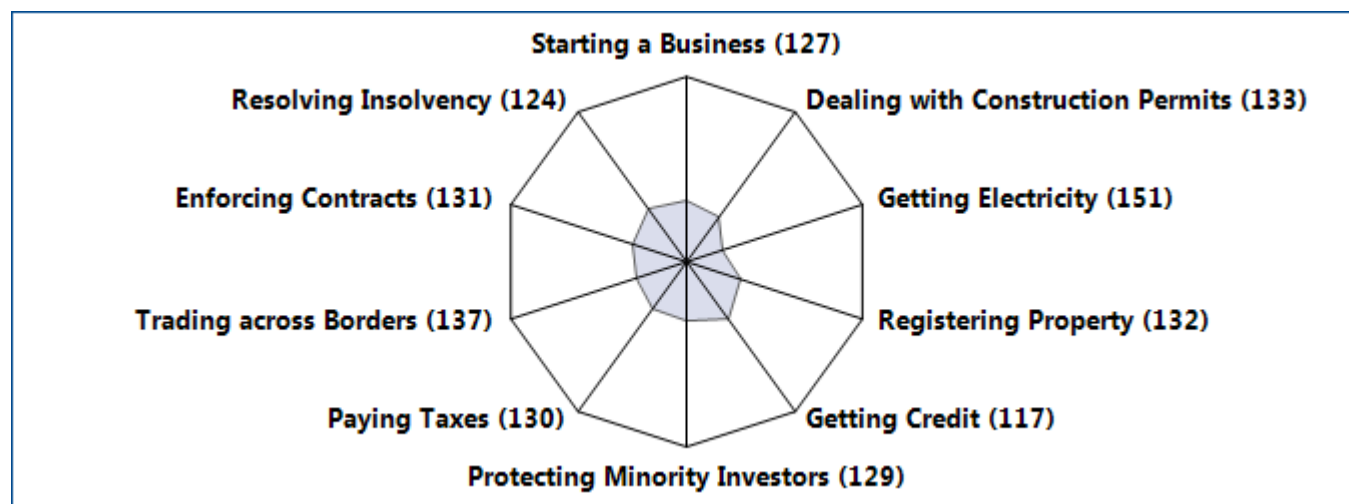 Starting a Business (127)
Resolving Insolvency (124)
Dealing with Construction Permits (133)
Enforcing Contracts (131)
Getting Electricity (151)
Trading across Borders (137)
Registering Property (132)
Paying Taxes (130)
Getting Credit (117)
Protecting Minority Investors (129)